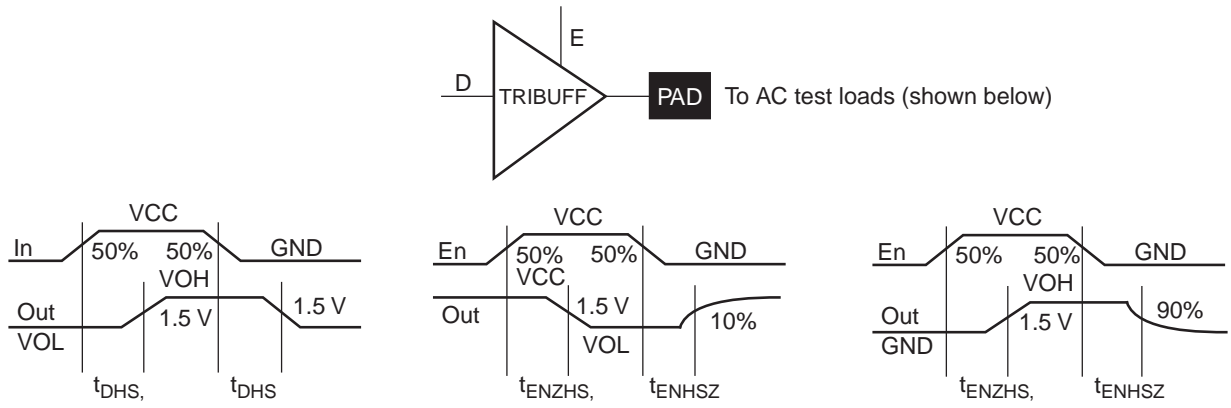 E
D
TRIBUFF
PAD
To AC test loads (shown below)
VCC
In
50%
50%
GND
VOH
Out
1.5 V
1.5 V
VOL
tDHS,
tDHS
VCC
En
50%
50%
GND
VCC
Out
1.5 V
10%
VOL
tENZHS,
tENHSZ
VCC
En
50%
50%
GND
VOH
Out
1.5 V
90%
GND
tENZHS,
tENHSZ